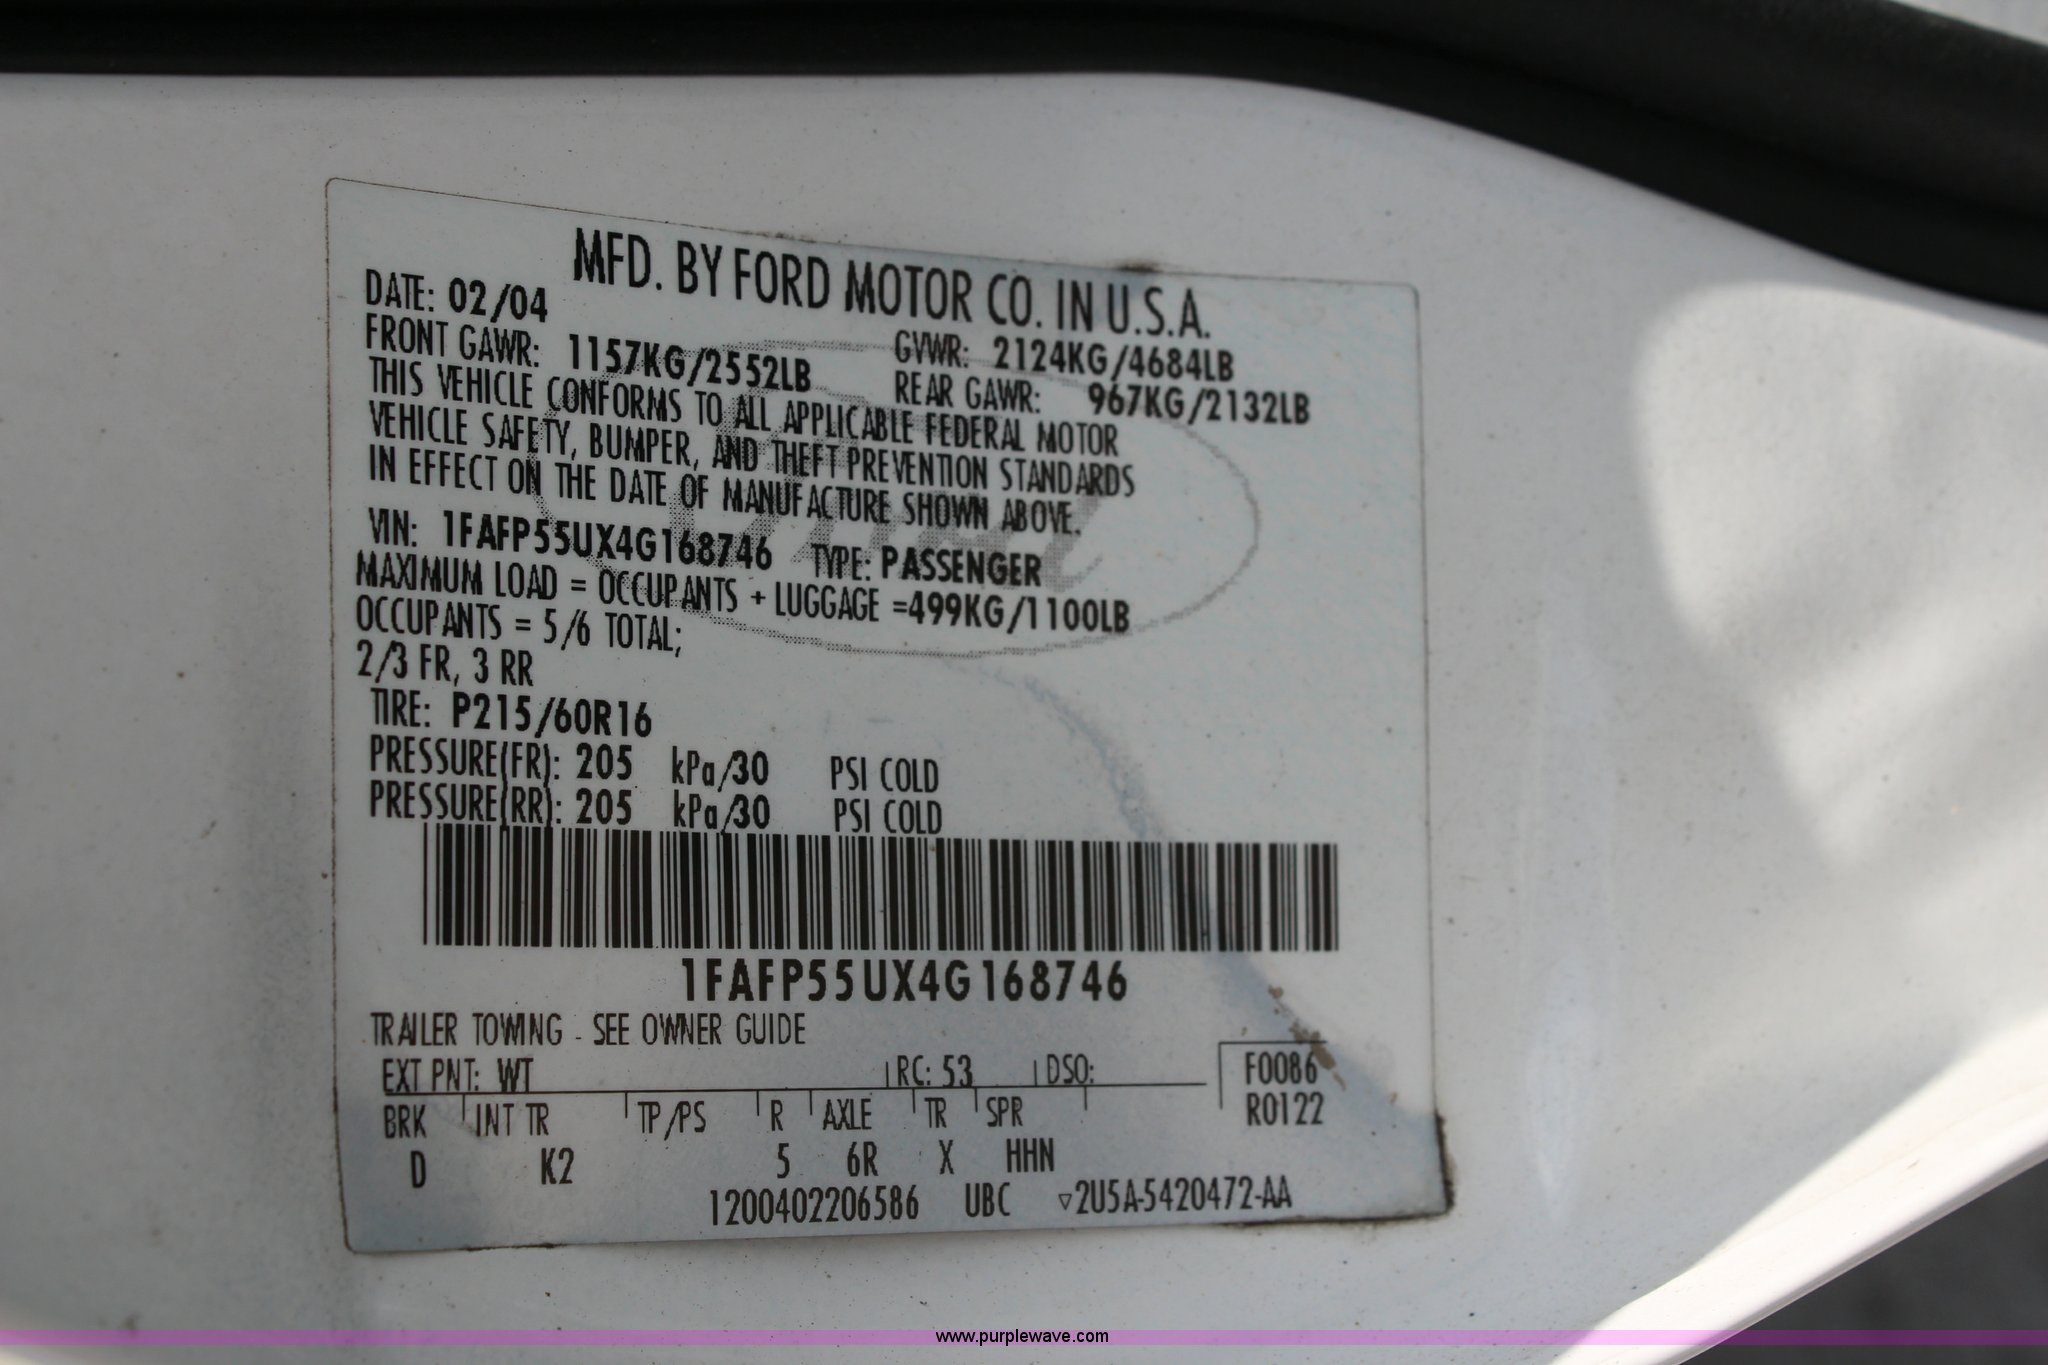 MFD. BY FORD MOTOR CO. IN U.S.A.
DATE: 02/04
FRONT GAWR: 1157KG/2552LB GVWR: 2124KG/4684LB
REAR GAWR: 967KG/2132LB
THIS VEHICLE CONFORMS TO ALL APPLICABLE FEDERAL MOTOR
VEHICLE SAFETY, BUMPER, AND THEFT PREVENTION STANDARDS
IN EFFECT ON THE DATE OF MANUFACTURE SHOWN ABOVE.
VIN: 1FAFP55UX4G168746 TYPE: PASSENGER
MAXIMUM LOAD = OCCUPANTS + LUGGAGE =499KG/1100LB
OCCUPANTS = 5/6 TOTAL;
2/3 FR, 3 RR
TIRE: P215/60R16
PRESSURE(FR): 205 kPa/30 PSI COLD
PRESSURE(RR): 205 kPa/30 PSI COLD
1FAFP55UX4G168746
TRAILER TOWING - SEE OWNER GUIDE
EXT PNT: WT RC: 53 DSO: F0086
BRK INT TR TP/PS R AXLE TR SPR R0122
D K2 5 6R X HHN
1200402206586 UBC ▽2U5A-5420472-AA
www.purplewave.com